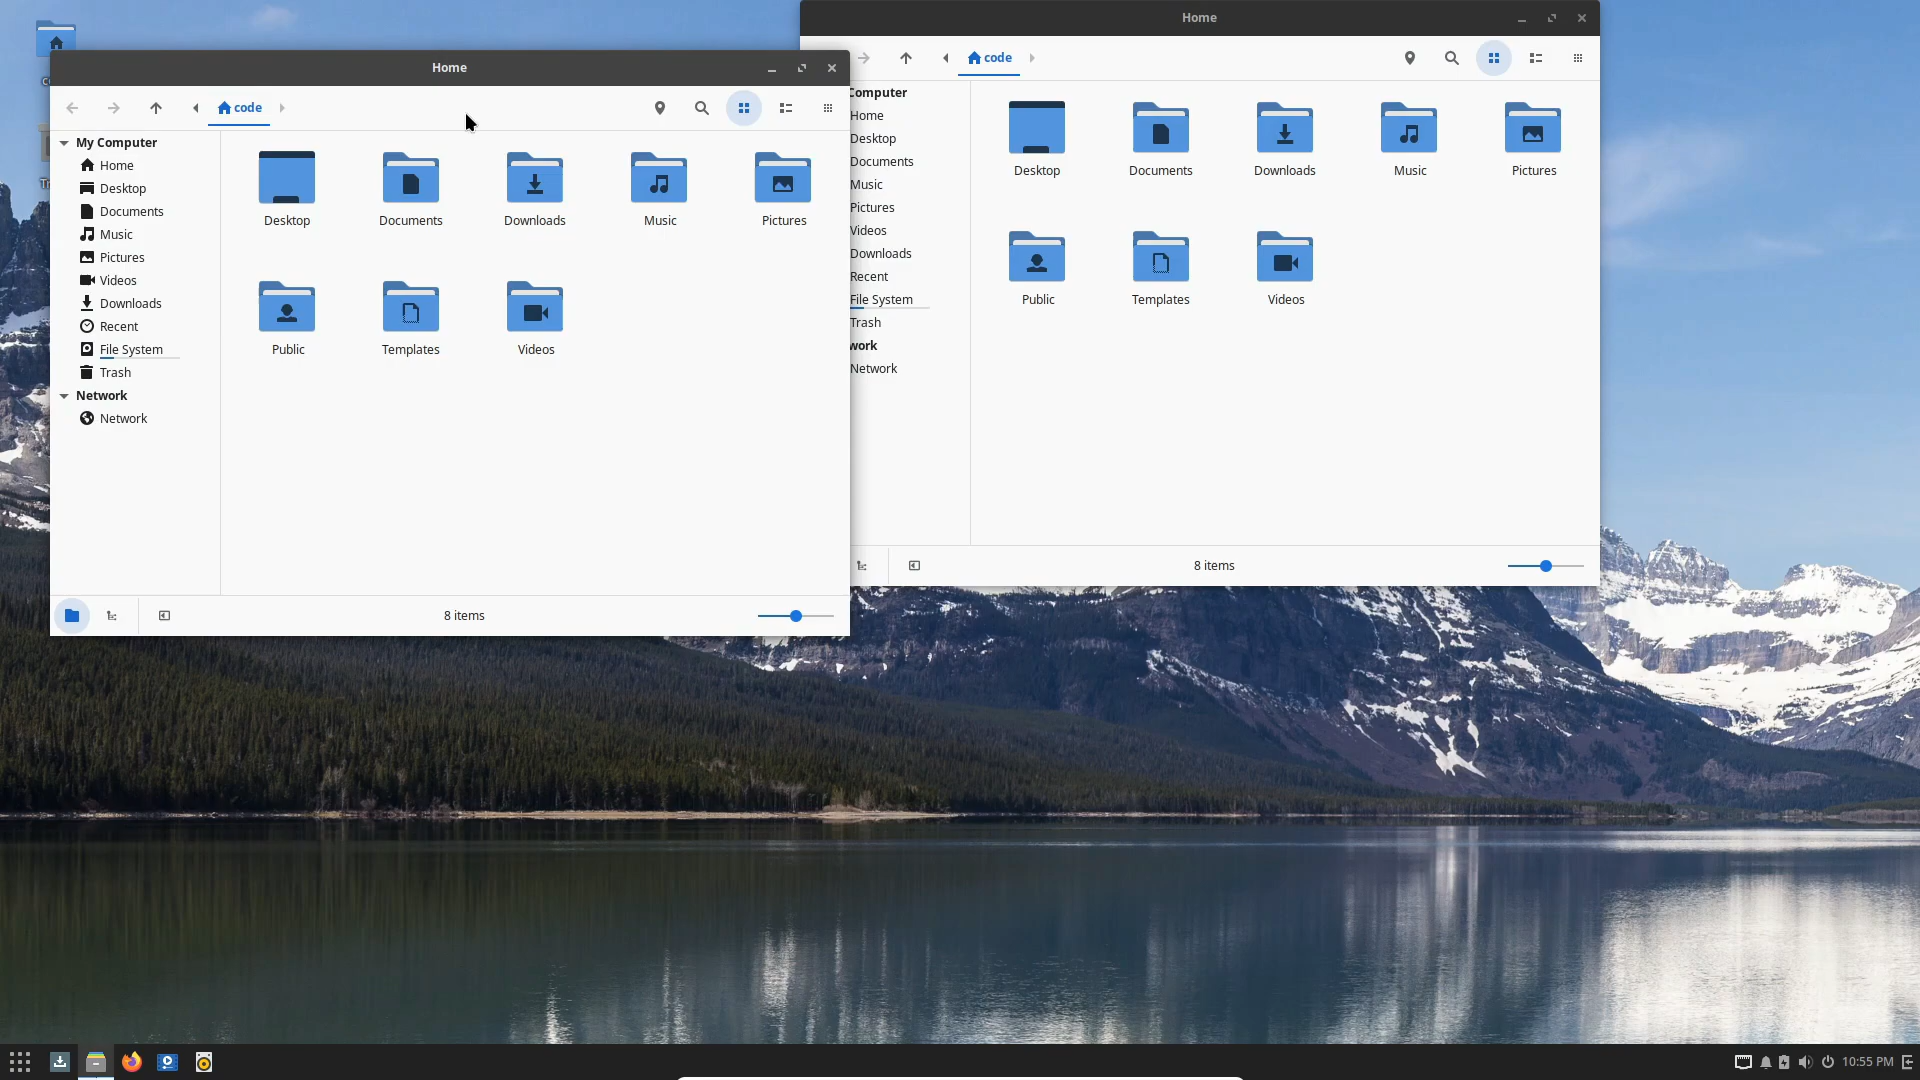 Home
code
My Computer
Home
Desktop
Documents
Music
Pictures
Videos
Downloads
Recent
File System
Trash
Network
Network
Desktop
Documents
Downloads
Music
Pictures
Public
Templates
Videos
8 items
Home
code
Computer
Home
Desktop
Documents
Music
Pictures
Videos
Downloads
Recent
File System
Trash
work
Network
Desktop
Documents
Downloads
Music
Pictures
Public
Templates
Videos
8 items
10:55 PM